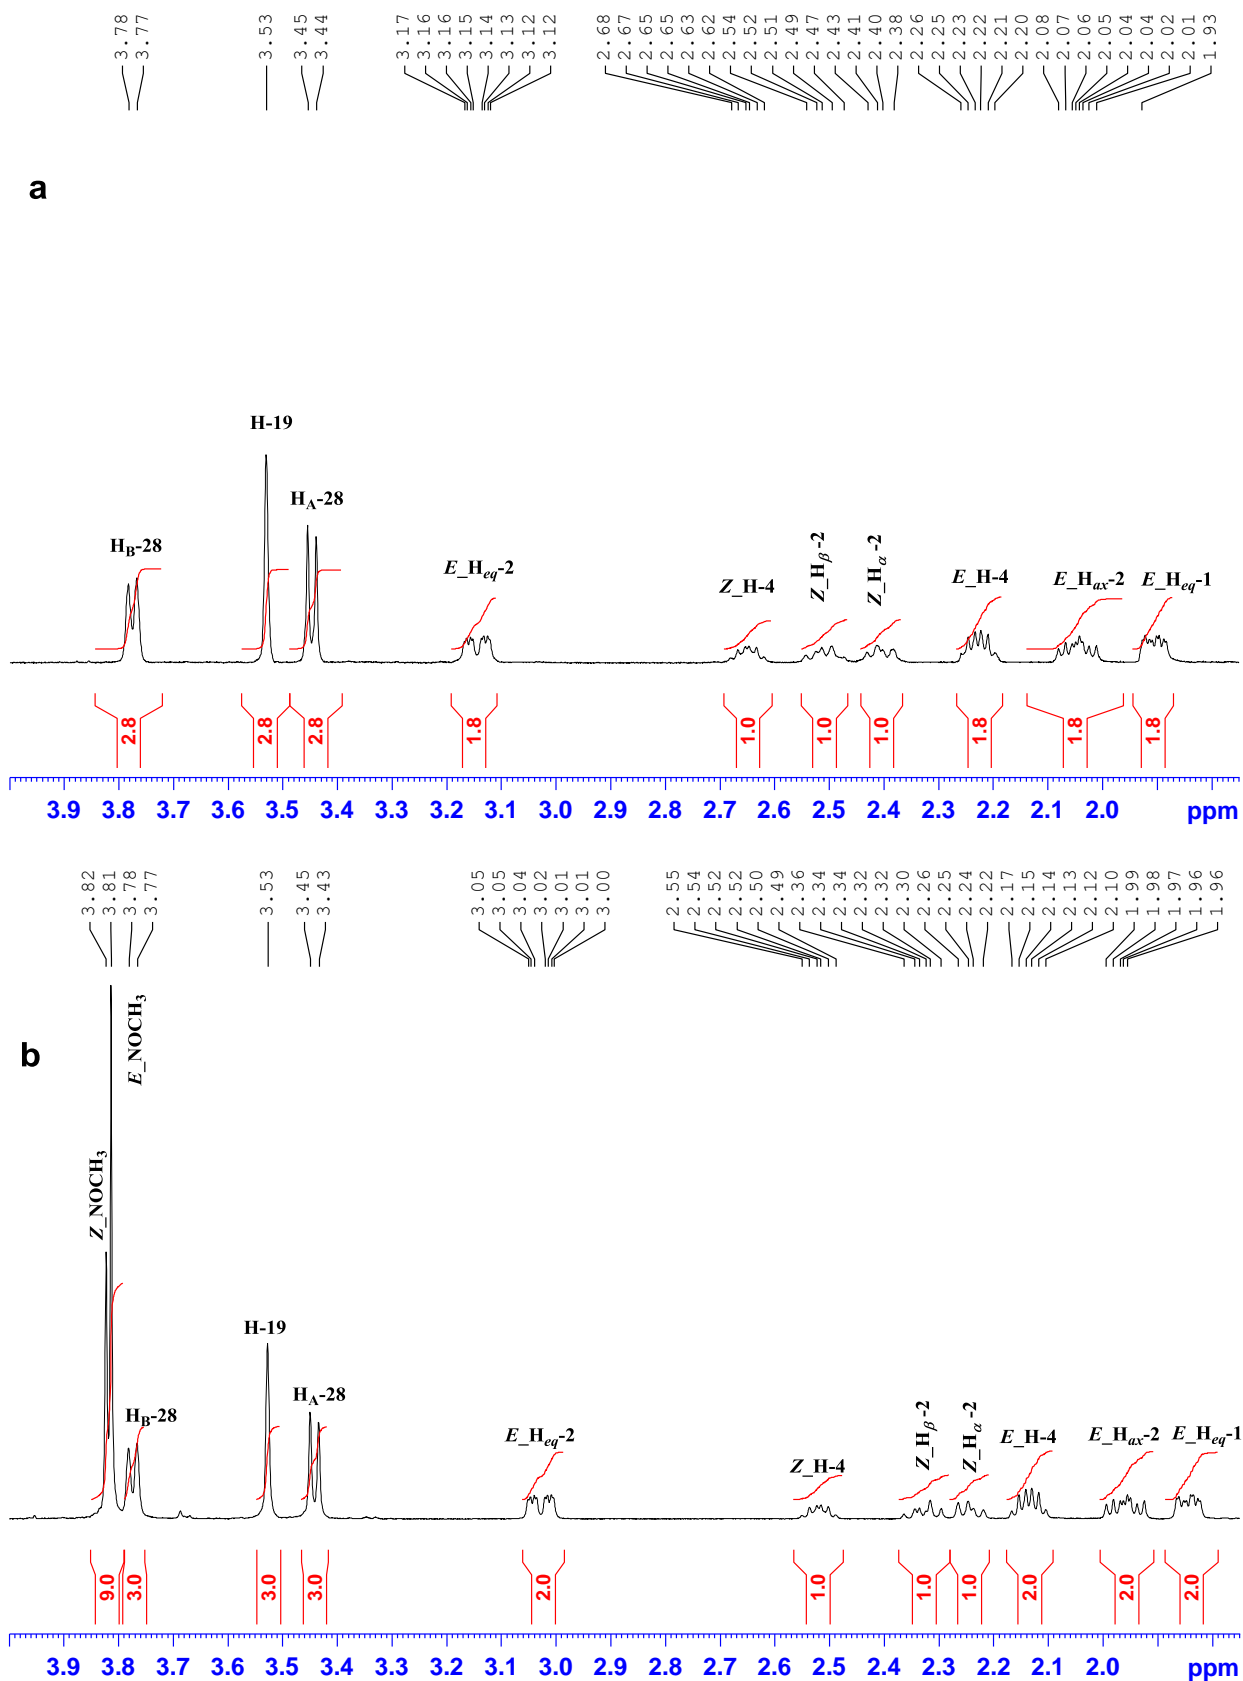 3.78 3.77 3.53 3.45 3.44 3.17 3.16 3.16 3.15 3.14 3.13 3.12 3.12 2.68 2.67 2.65 2.65 2.63 2.62 2.54 2.52 2.51 2.49 2.47 2.43 2.41 2.40 2.38 2.26 2.25 2.23 2.22 2.21 2.20 2.08 2.07 2.06 2.05 2.04 2.04 2.02 2.01 1.93
a
H-19
HA-28
HB-28
E_Heq-2
Z_H-4
Z_Hβ-2
Z_Hα-2
E_H-4
E_Hax-2
E_Heq-1
2.8 2.8 2.8 1.8 1.0 1.0 1.0 1.8 1.8 1.8
3.9 3.8 3.7 3.6 3.5 3.4 3.3 3.2 3.1 3.0 2.9 2.8 2.7 2.6 2.5 2.4 2.3 2.2 2.1 2.0 ppm
3.82 3.81 3.78 3.77 3.53 3.45 3.43 3.05 3.05 3.04 3.02 3.01 3.01 3.00 2.55 2.54 2.52 2.52 2.50 2.49 2.36 2.34 2.34 2.32 2.32 2.30 2.26 2.25 2.24 2.22 2.17 2.15 2.14 2.13 2.12 2.10 1.99 1.98 1.97 1.96 1.96
b
Z_NOCH3
E_NOCH3
HB-28
H-19
HA-28
E_Heq-2
Z_H-4
Z_Hβ-2
Z_Hα-2
E_H-4
E_Hax-2
E_Heq-1
9.0 3.0 3.0 3.0 2.0 1.0 1.0 1.0 2.0 2.0 2.0
3.9 3.8 3.7 3.6 3.5 3.4 3.3 3.2 3.1 3.0 2.9 2.8 2.7 2.6 2.5 2.4 2.3 2.2 2.1 2.0 ppm